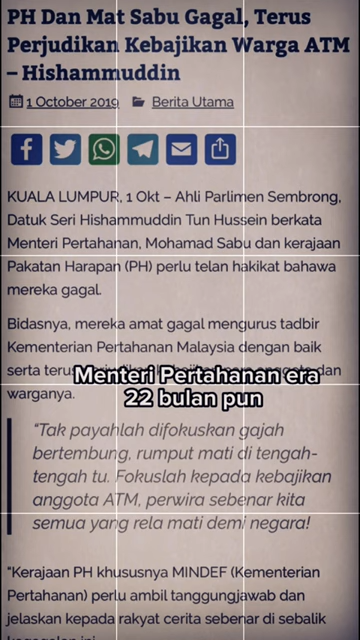 PH Dan Mat Sabu Gagal, Terus
Perjudikan Kebajikan Warga ATM
– Hishammuddin
1 October 2019 Berita Utama
KUALA LUMPUR, 1 Okt – Ahli Parlimen Sembrong,
Datuk Seri Hishammuddin Tun Hussein berkata
Menteri Pertahanan, Mohamad Sabu dan kerajaan
Pakatan Harapan (PH) perlu telan hakikat bahawa
mereka gagal.
Bidasnya, mereka amat gagal mengurus tadbir
Kementerian Pertahanan Malaysia dengan baik
serta dan
Menteri Pertahanan era
22 bulan pun
warganya.
“Tak payahlah difokuskan gajah
bertembung, rumput mati di tengah-
tengah tu. Fokuslah kepada kebajikan
anggota ATM, perwira sebenar kita
semua yang rela mati demi negara!
“Kerajaan PH khususnya MINDEF (Kementerian
Pertahanan) perlu ambil tanggungjawab dan
jelaskan kepada rakyat cerita sebenar di sebalik